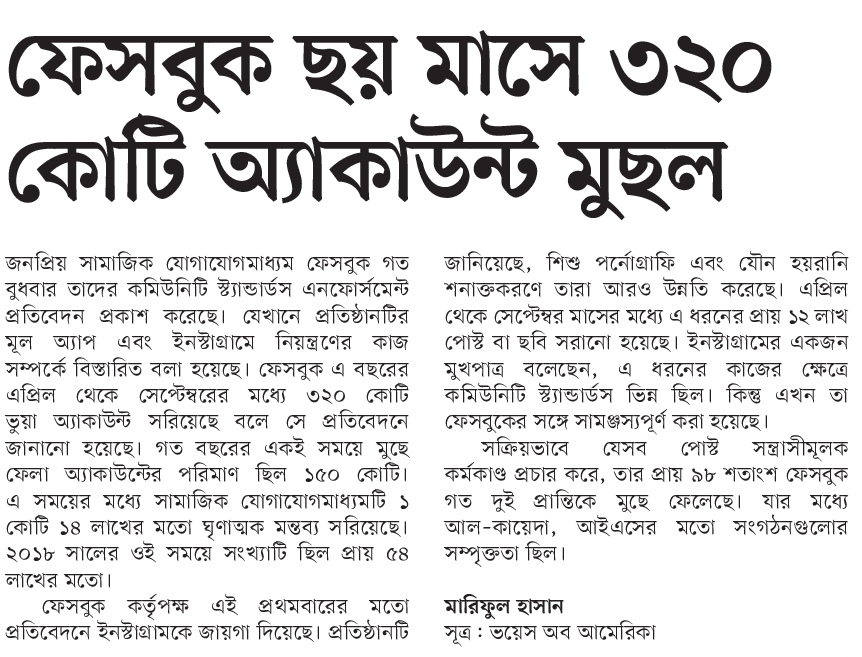 ফেসবুক ছয় মাসে ৩২০
কোটি অ্যাকাউন্ট মুছল
জনপ্রিয় সামাজিক যোগাযোগমাধ্যম ফেসবুক গত
বুধবার তাদের কমিউনিটি স্ট্যান্ডার্ডস এনফোর্সমেন্ট
প্রতিবেদন প্রকাশ করেছে। যেখানে প্রতিষ্ঠানটির
মূল অ্যাপ এবং ইনস্টাগ্রামে নিয়ন্ত্রণের কাজ
সম্পর্কে বিস্তারিত বলা হয়েছে। ফেসবুক এ বছরের
এপ্রিল থেকে সেপ্টেম্বরের মধ্যে ৩২০ কোটি
ভুয়া অ্যাকাউন্ট সরিয়েছে বলে সে প্রতিবেদনে
জানানো হয়েছে। গত বছরের একই সময়ে মুছে
ফেলা অ্যাকাউন্টের পরিমাণ ছিল ১৫০ কোটি।
এ সময়ের মধ্যে সামাজিক যোগাযোগমাধ্যমটি ১
কোটি ১৪ লাখের মতো ঘৃণাত্মক মন্তব্য সরিয়েছে।
২০১৮ সালের ওই সময়ে সংখ্যাটি ছিল প্রায় ৫৪
লাখের মতো।
ফেসবুক কর্তৃপক্ষ এই প্রথমবারের মতো
প্রতিবেদনে ইনস্টাগ্রামকে জায়গা দিয়েছে। প্রতিষ্ঠানটি
জানিয়েছে, শিশু পর্নোগ্রাফি এবং যৌন হয়রানি
শনাক্তকরণে তারা আরও উন্নতি করেছে। এপ্রিল
থেকে সেপ্টেম্বর মাসের মধ্যে এ ধরনের প্রায় ১২ লাখ
পোস্ট বা ছবি সরানো হয়েছে। ইনস্টাগ্রামের একজন
মুখপাত্র বলেছেন, এ ধরনের কাজের ক্ষেত্রে
কমিউনিটি স্ট্যান্ডার্ডস ভিন্ন ছিল। কিন্তু এখন তা
ফেসবুকের সঙ্গে সামঞ্জস্যপূর্ণ করা হয়েছে।
সক্রিয়ভাবে যেসব পোস্ট সন্ত্রাসীমূলক
কর্মকাণ্ড প্রচার করে, তার প্রায় ৯৮ শতাংশ ফেসবুক
গত দুই প্রান্তিকে মুছে ফেলেছে। যার মধ্যে
আল-কায়েদা, আইএসের মতো সংগঠনগুলোর
সম্পৃক্ততা ছিল।
মারিফুল হাসান
সূত্র : ভয়েস অব আমেরিকা